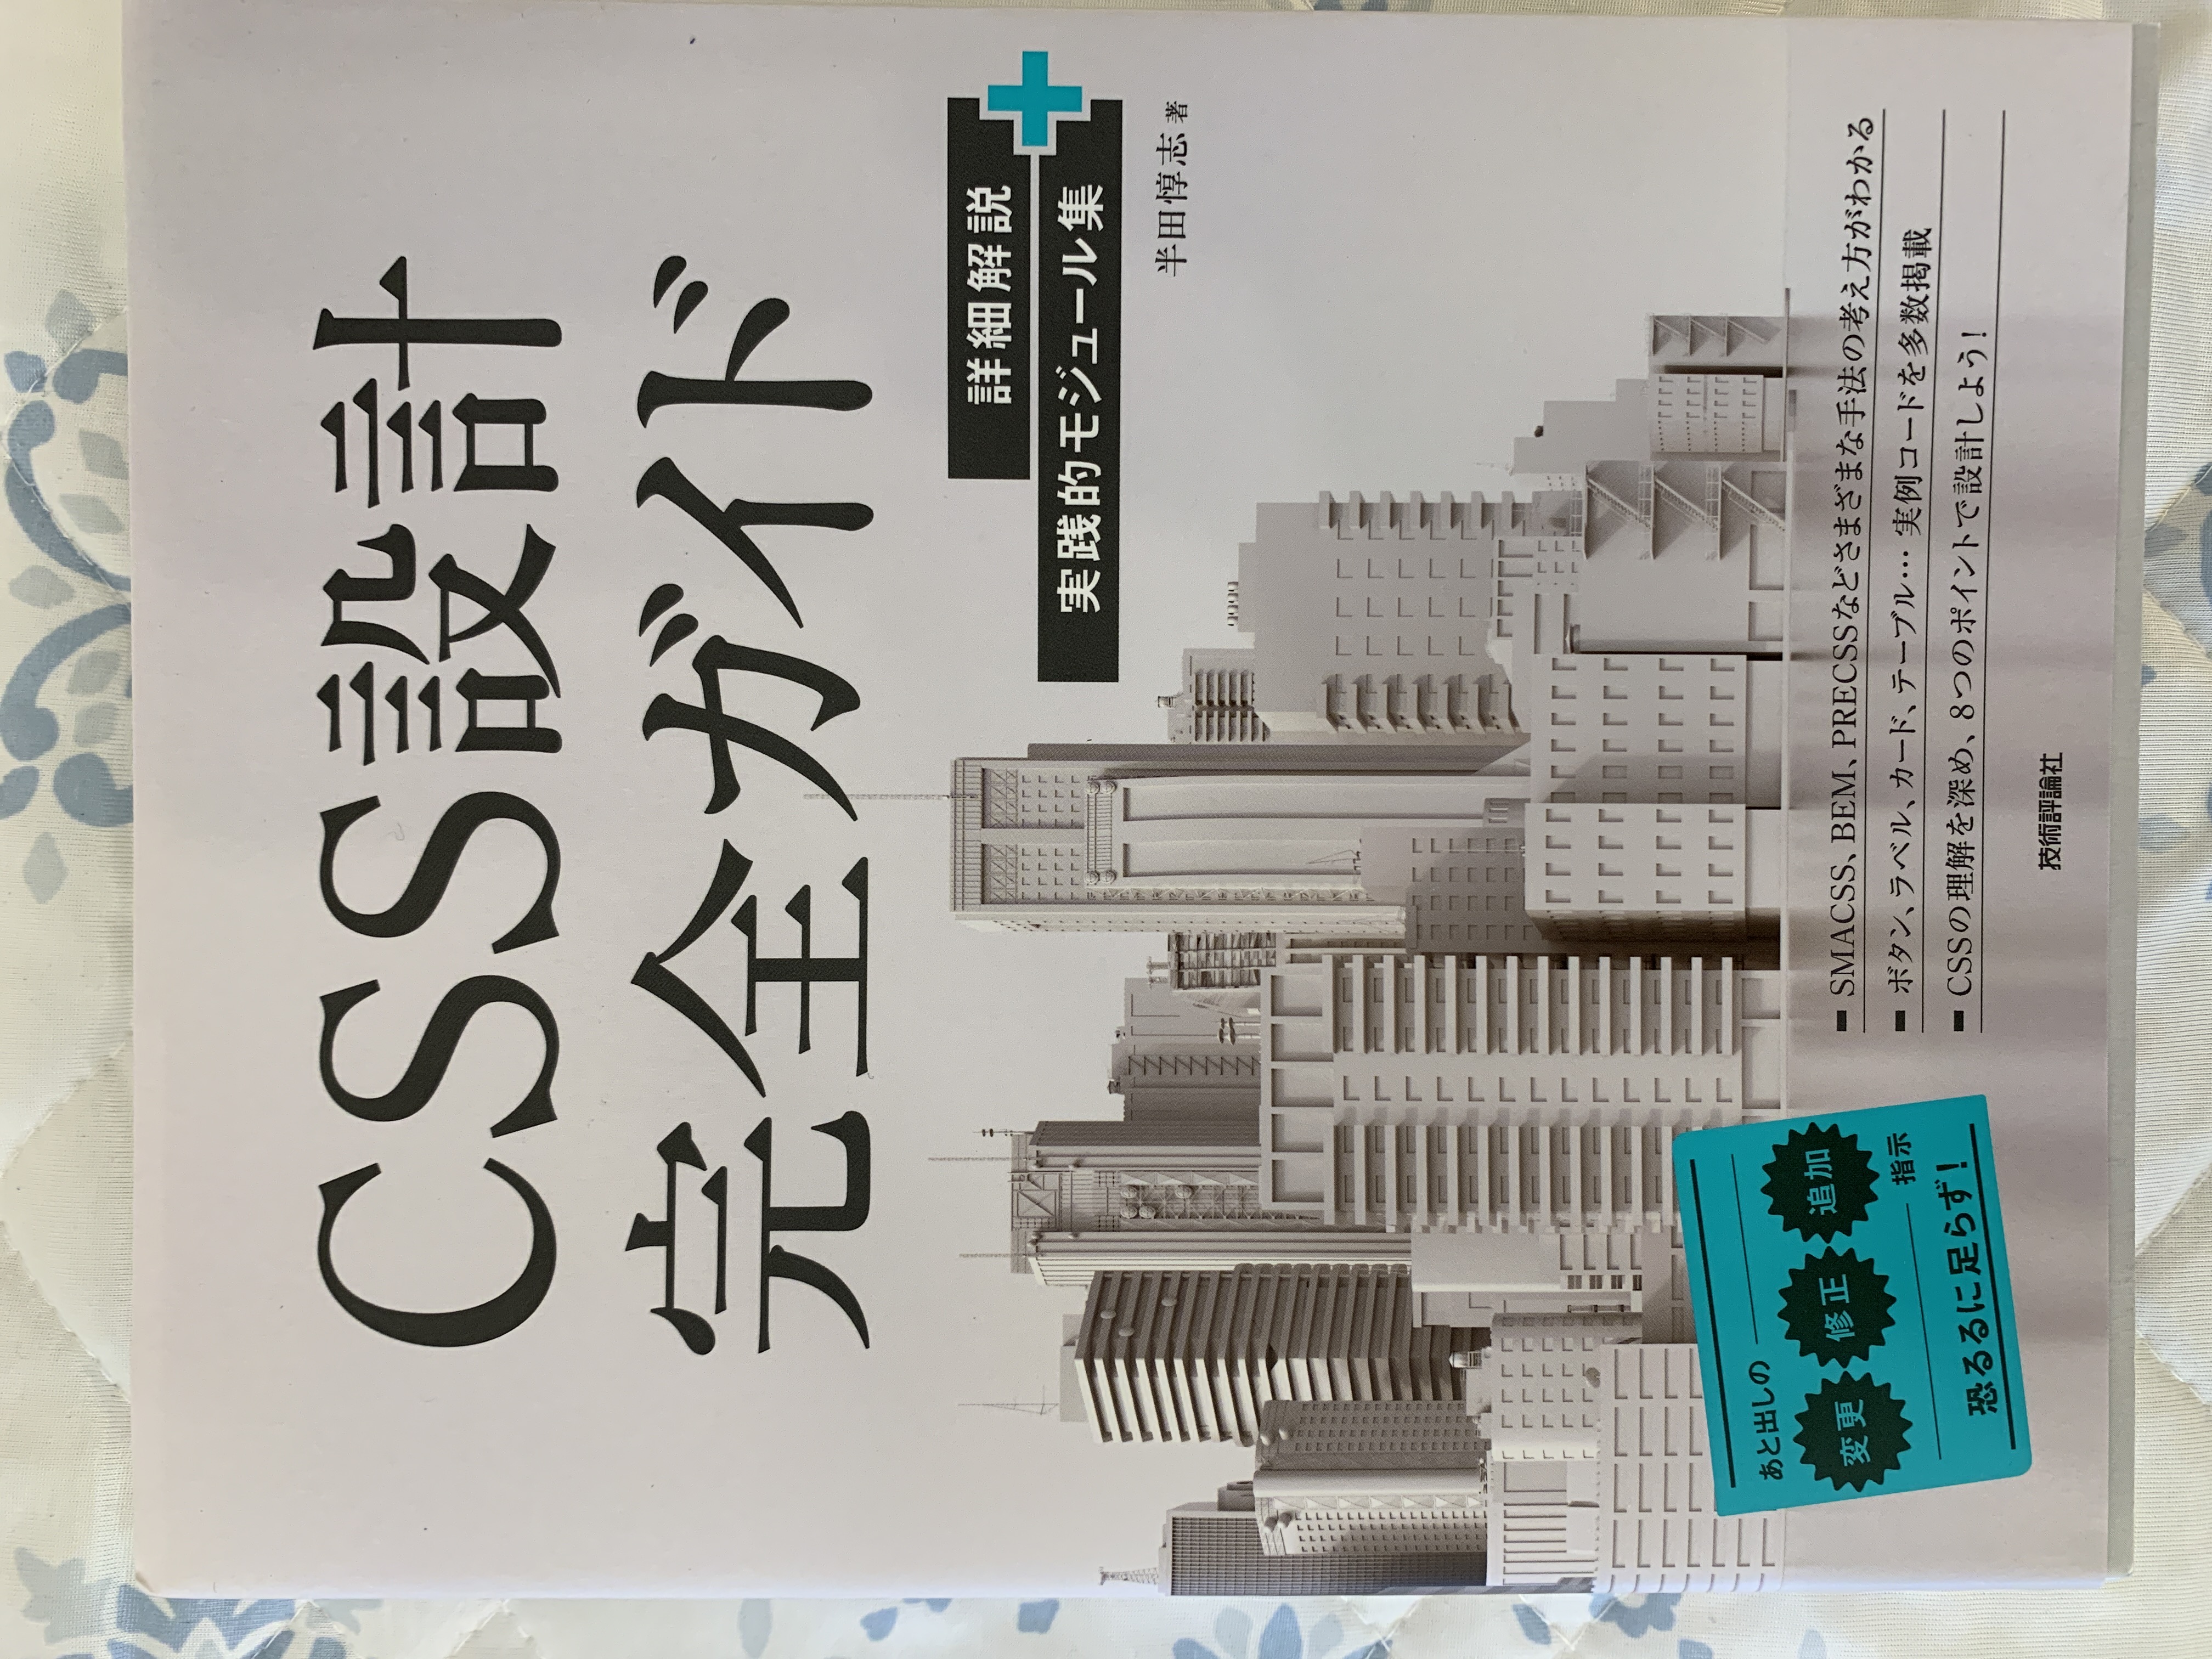 CSS設計
完全ガイド
詳細解説
実践的モジュール集
半田惇志 著
あと出しの
変更 修正 追加
指示
恐るるに足らず!
■ SMACSS、BEM、PRECSSなどさまざまな手法の考え方がわかる
■ ボタン、ラベル、カード、テーブル… 実例コードを多数掲載
■ CSSの理解を深め、8つのポイントで設計しよう!
技術評論社